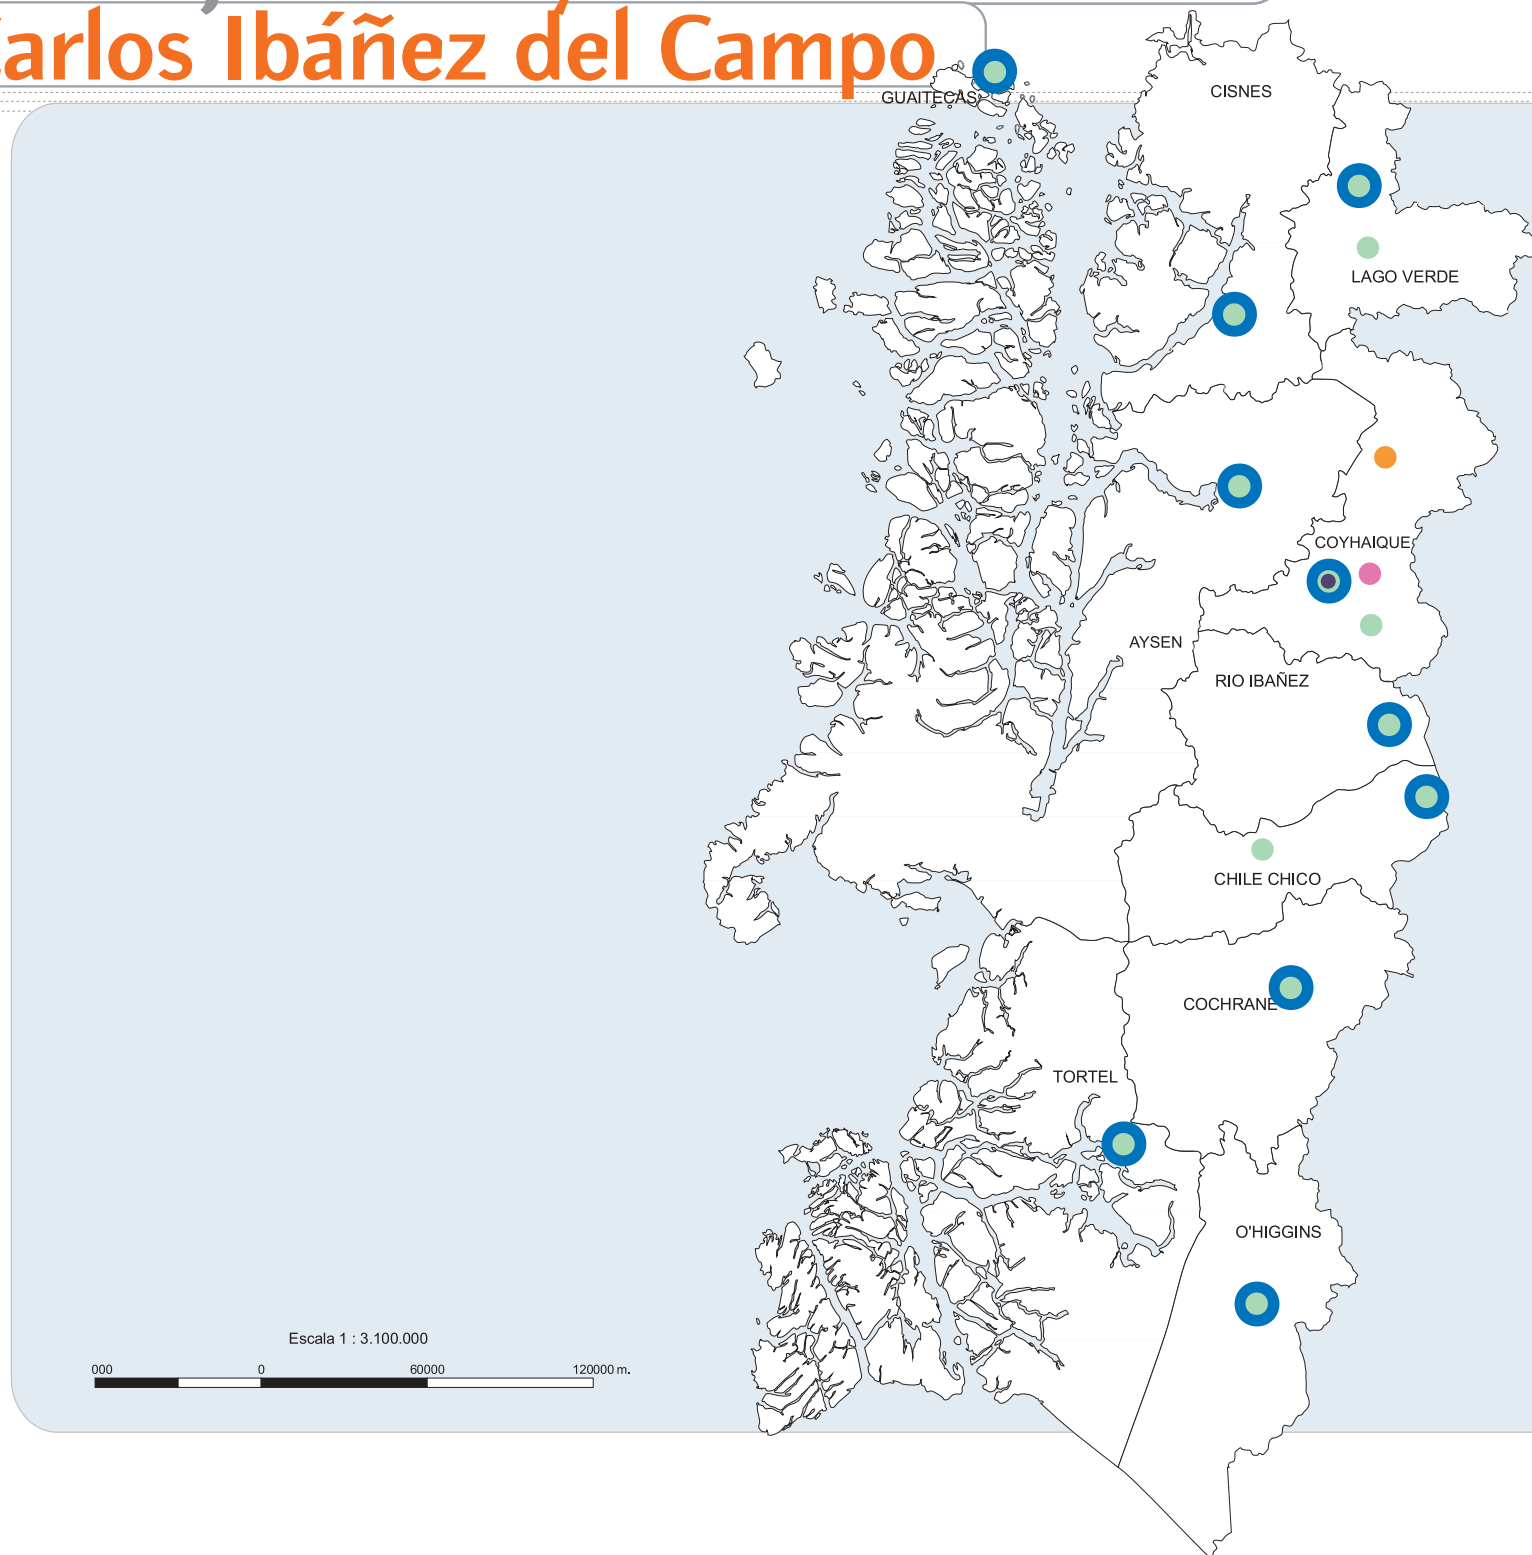 Carlos Ibáñez del Campo
GUAITECAS
CISNES
LAGO VERDE
COYHAIQUE
AYSEN
RIO IBAÑEZ
CHILE CHICO
COCHRANE
TORTEL
O'HIGGINS
Escala 1 : 3.100.000
000 0 60000 120000 m.